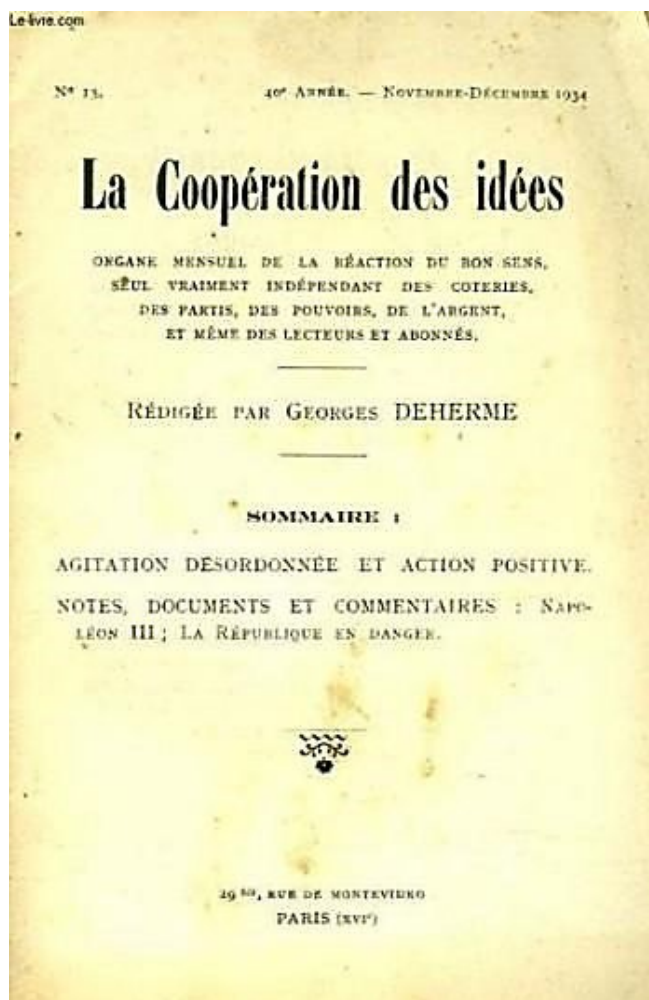 Le-livre.com
N° 13. 40e ANNÉE. — NOVEMBRE-DÉCEMBRE 1934
La Coopération des idées
ORGANE MENSUEL DE LA RÉACTION DU BON SENS,
SEUL VRAIMENT INDÉPENDANT DES COTERIES,
DES PARTIS, DES POUVOIRS, DE L'ARGENT,
ET MÊME DES LECTEURS ET ABONNÉS.
RÉDIGÉE PAR GEORGES DEHERME
SOMMAIRE :
AGITATION DÉSORDONNÉE ET ACTION POSITIVE.
NOTES, DOCUMENTS ET COMMENTAIRES : NAPO-
LÉON III ; LA RÉPUBLIQUE EN DANGER.
29 bis, RUE DE MONTEVIDEO
PARIS (XVIe)